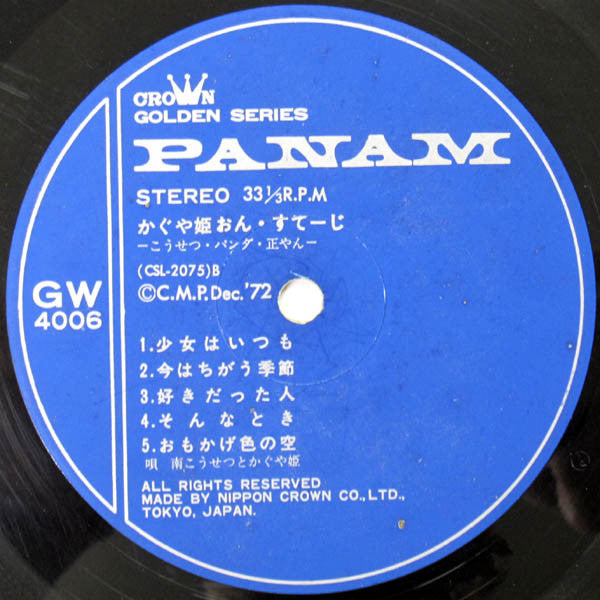 CROWN
GOLDEN SERIES
PANAM
STEREO 33 1/3 R.P.M
かぐや姫おん・すてーじ
ーこうせつ・パンダ・正やんー
(CSL-2075)B
©C.M.P. Dec.'72
GW
4006
1.少女はいつも
2.今はちがう季節
3.好きだった人
4.そんなとき
5.おもかげ色の空
唄 南こうせつとかぐや姫
ALL RIGHTS RESERVED
MADE BY NIPPON CROWN CO.,LTD.,
TOKYO, JAPAN.